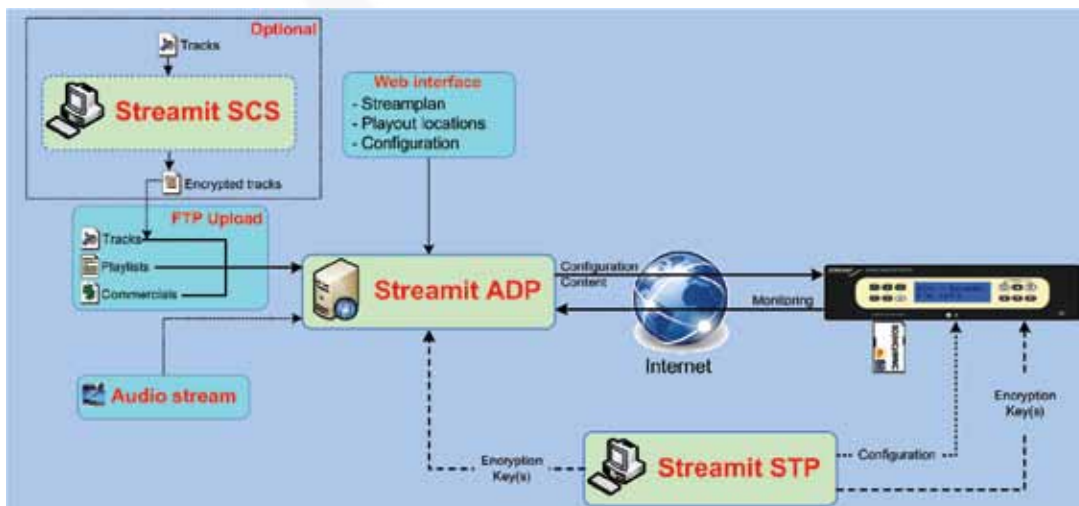 Optional
Tracks
Streamit SCS
Encrypted tracks
Web interface
- Streamplan
- Playout locations
- Configuration
FTP Upload
Tracks
Playlists
Commercials
Streamit ADP
Configuration
Content
Monitoring
Internet
Audio stream
Encryption
Key(s)
Streamit STP
Configuration
Encryption
Key(s)